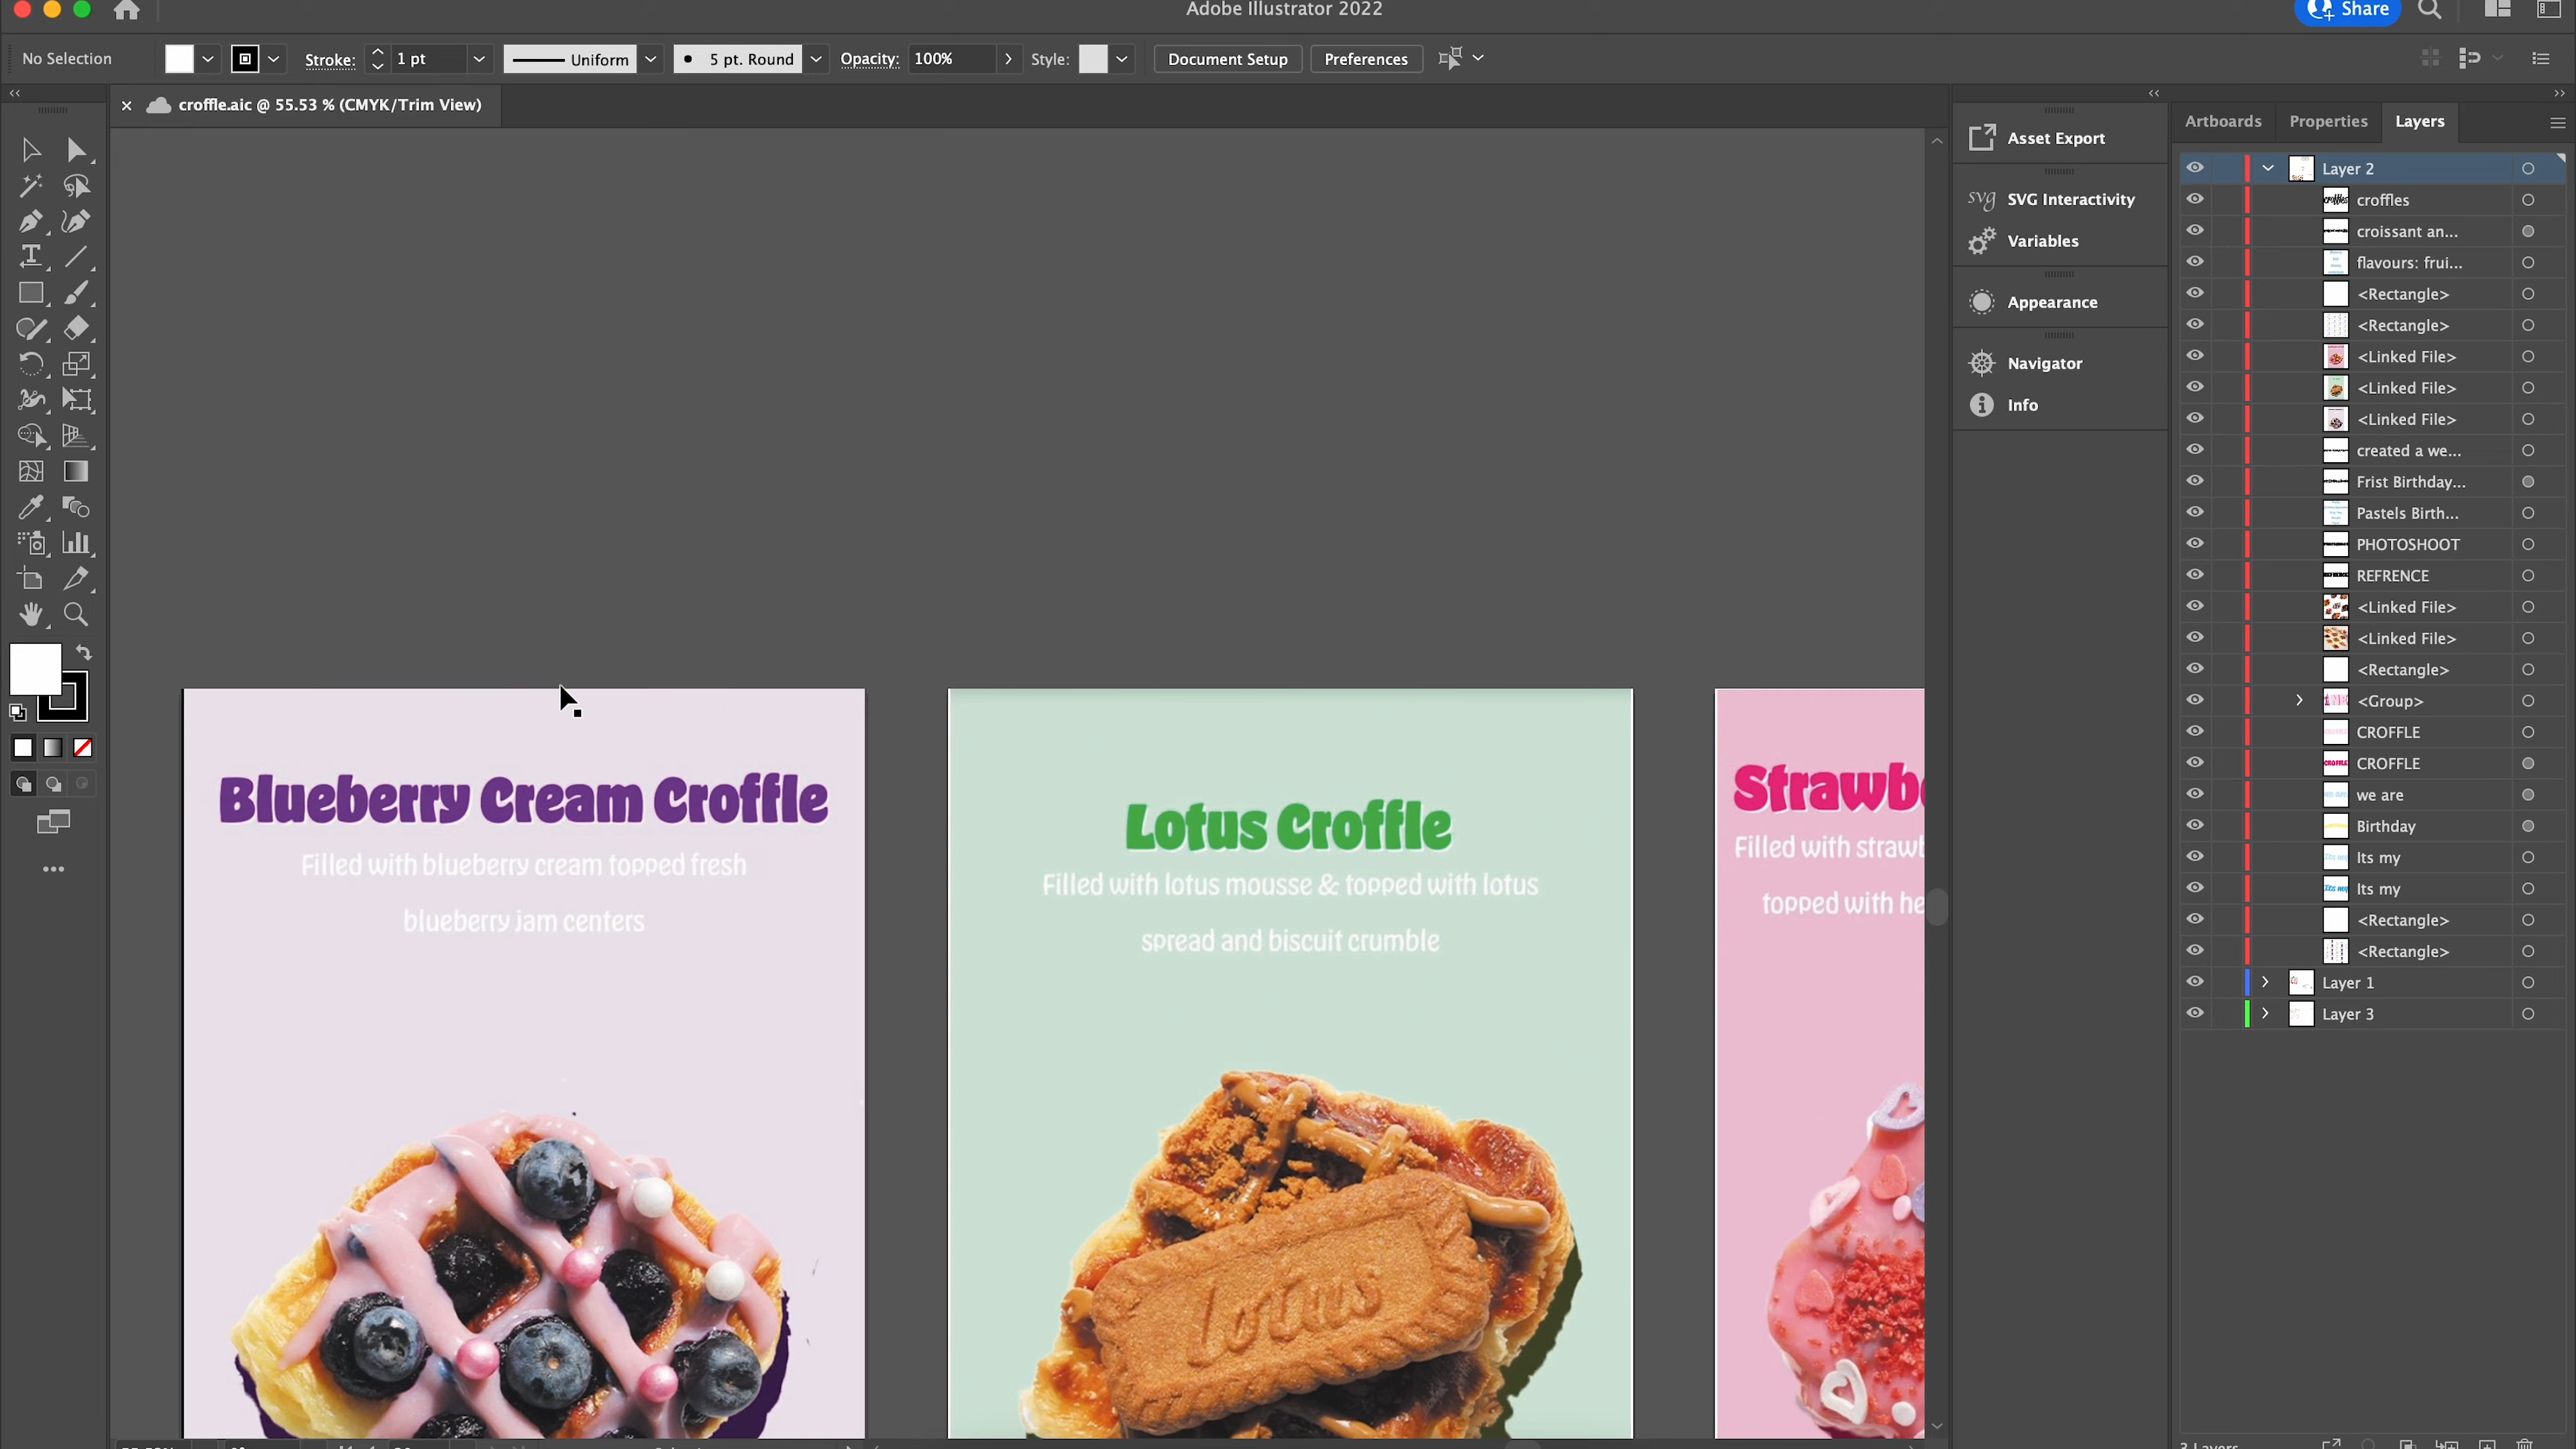 Adobe Illustrator 2022
Share
No Selection
Stroke:
1 pt
Uniform
5 pt. Round
Opacity:
100%
Style:
Document Setup
Preferences
croffle.aic @ 55.53 % (CMYK/Trim View)
Asset Export
SVG Interactivity
Variables
Appearance
Navigator
Info
Artboards
Properties
Layers
Layer 2
croffles
croissant an...
flavours: frui...
<Rectangle>
<Rectangle>
<Linked File>
<Linked File>
<Linked File>
created a we...
Frist Birthday...
Pastels Birth...
PHOTOSHOOT
REFRENCE
<Linked File>
<Linked File>
<Rectangle>
<Group>
CROFFLE
CROFFLE
we are
Birthday
Its my
Its my
<Rectangle>
<Rectangle>
Layer 1
Layer 3
3 Layers
Blueberry Cream Croffle
Filled with blueberry cream topped fresh
blueberry jam centers
Lotus Croffle
Filled with lotus mousse & topped with lotus
spread and biscuit crumble
Lotus
Filled with
topped with